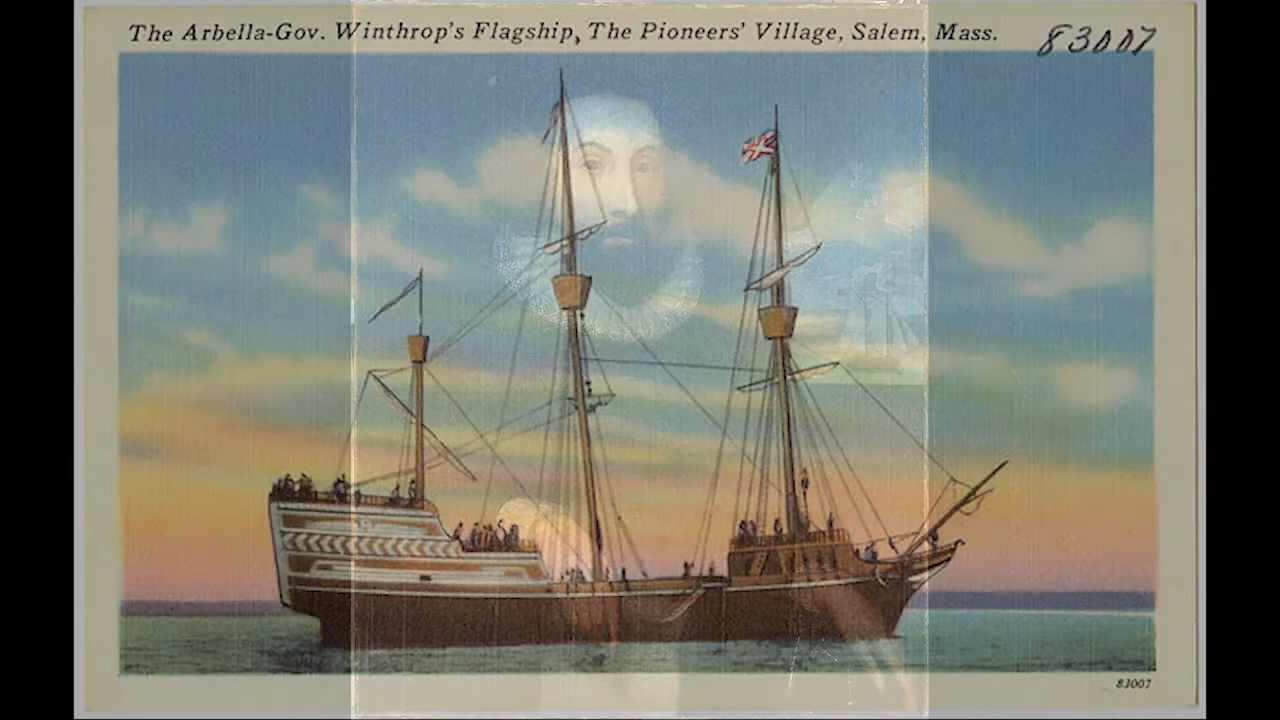 The Arbella-Gov. Winthrop's Flagship, The Pioneers' Village, Salem, Mass.
83007
83007